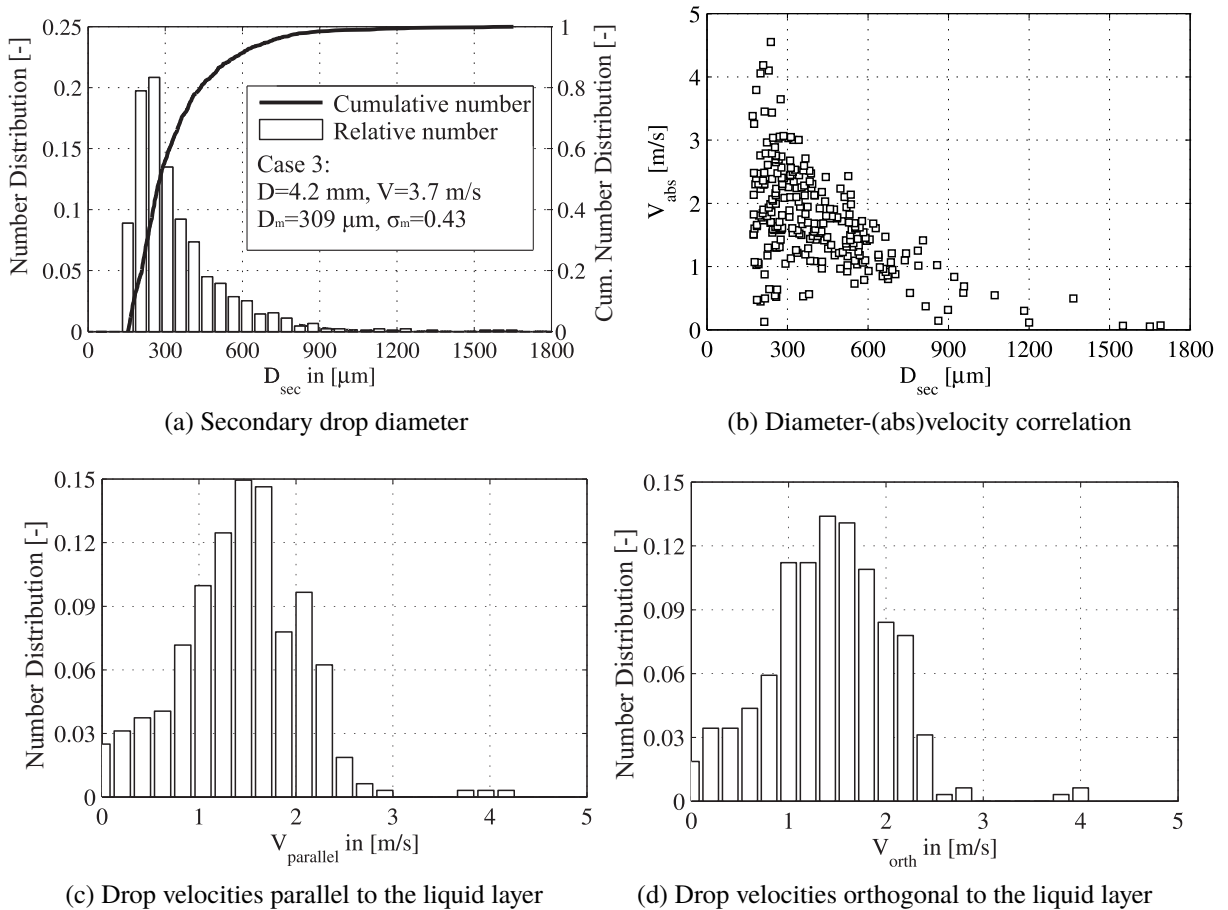 Number Distribution [-]
0.25
0.2
0.15
0.1
0.05
0
1
0.8
0.6
0.4
0.2
0
Cum. Number Distribution [-]
Cumulative number
Relative number
Case 3:
D=4.2 mm, V=3.7 m/s
Dm=309 μm, σm=0.43
0 300 600 900 1200 1500 1800
D_sec in [μm]
(a) Secondary drop diameter
V_abs [m/s]
5
4
3
2
1
0
0 300 600 900 1200 1500 1800
D_sec [μm]
(b) Diameter-(abs)velocity correlation
Number Distribution [-]
0.15
0.12
0.09
0.06
0.03
0
0 1 2 3 4 5
V_parallel in [m/s]
(c) Drop velocities parallel to the liquid layer
Number Distribution [-]
0.15
0.12
0.09
0.06
0.03
0
0 1 2 3 4 5
V_orth in [m/s]
(d) Drop velocities orthogonal to the liquid layer